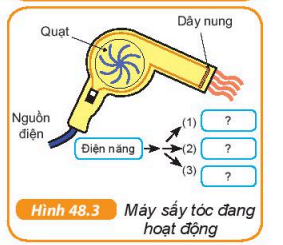 Dây nung
Quạt
Nguồn
điện
Điện năng
(1) ?
(2) ?
(3) ?
Hình 48.3 Máy sấy tóc đang
hoạt động